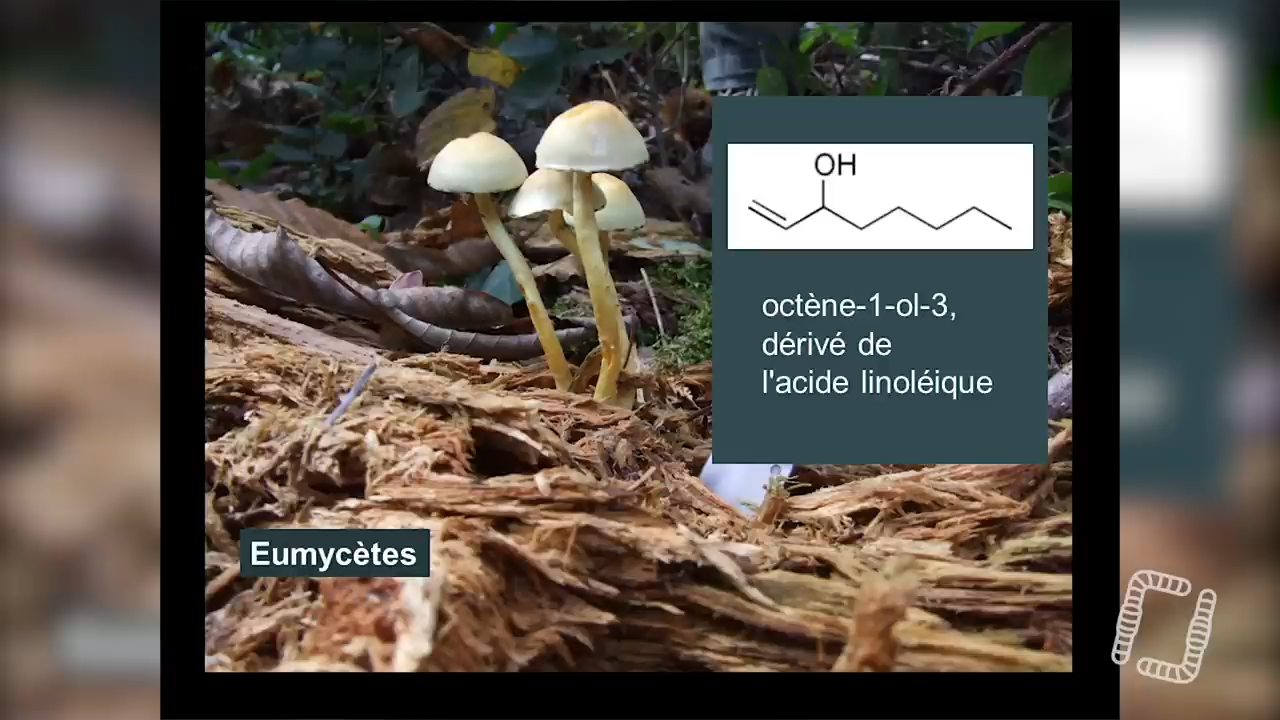 OH
octène-1-ol-3,
dérivé de
l'acide linoléique
Eumycètes